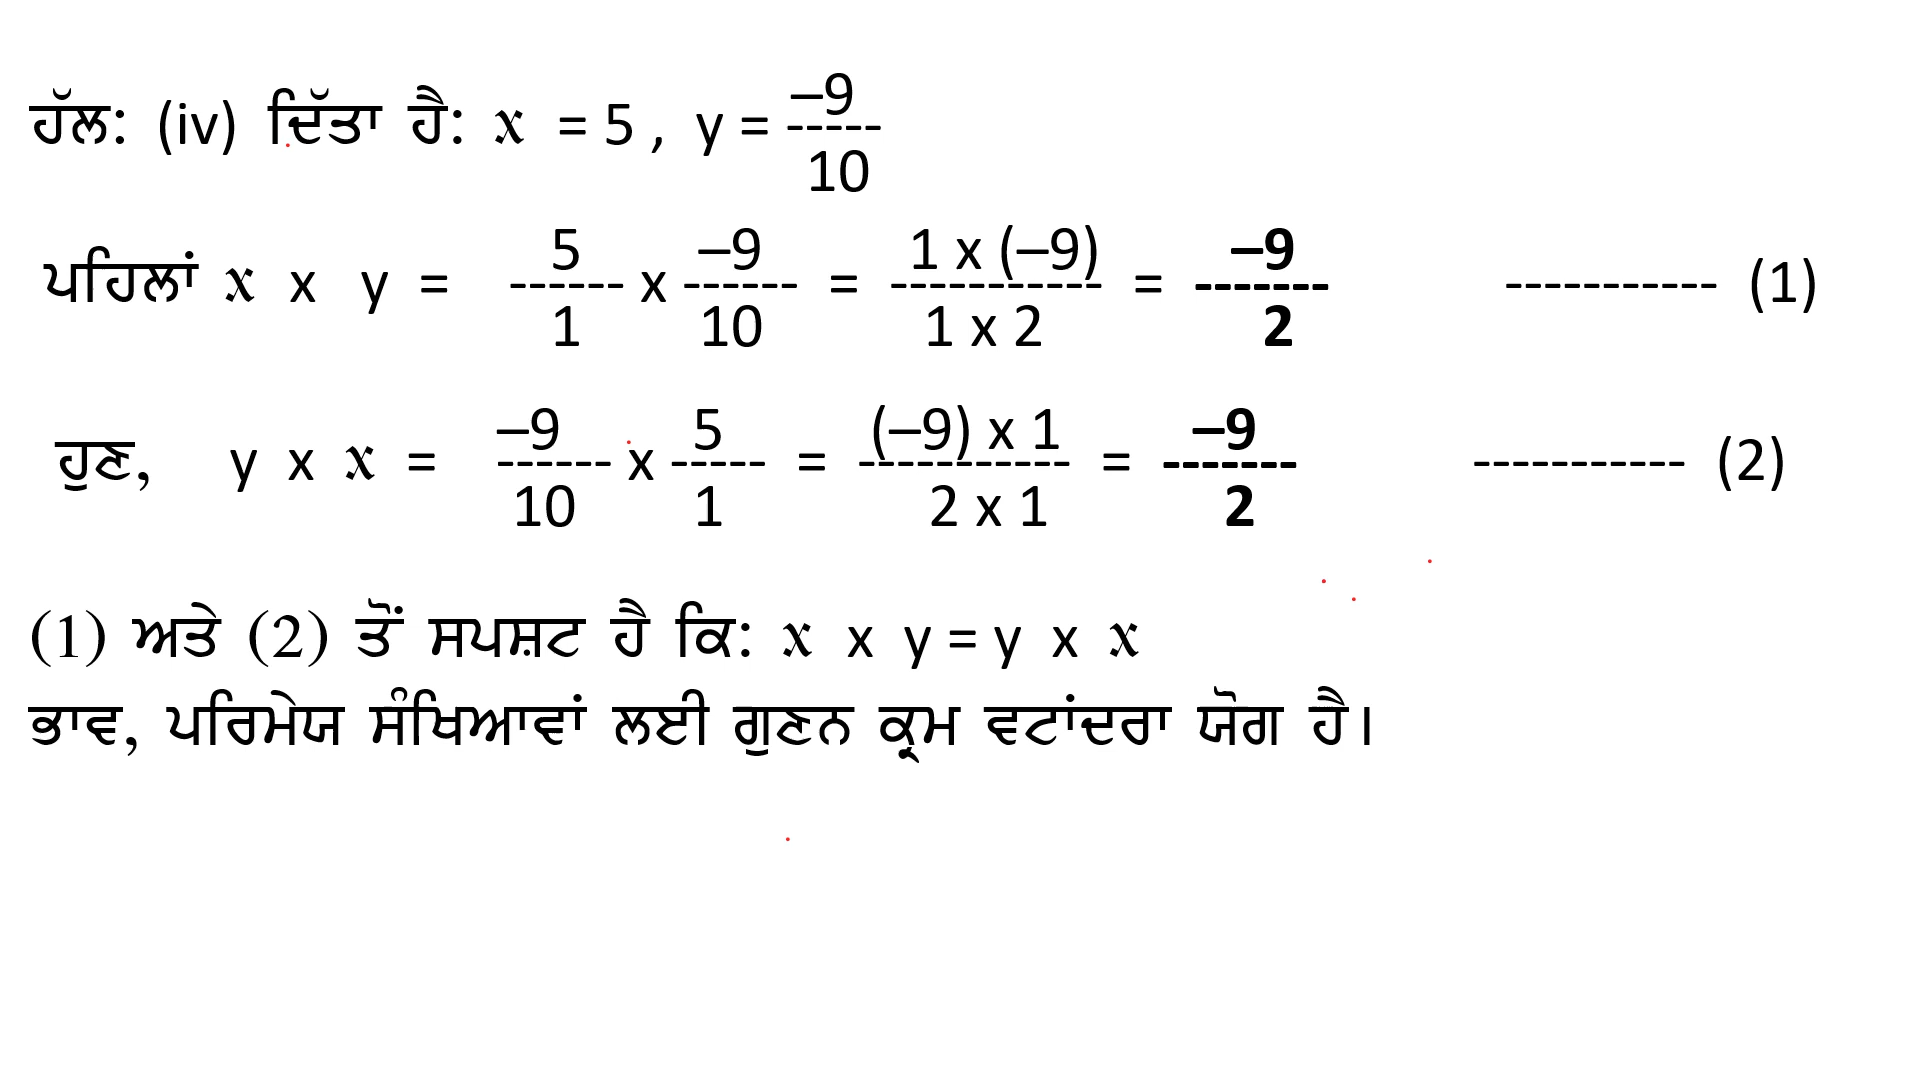 ਹੱਲ: (iv) ਦਿੱਤਾ ਹੈ: x = 5 , y = –9/10
ਪਹਿਲਾਂ x x y = 5/1 x –9/10 = 1 x (–9)/1 x 2 = –9/2 ----------- (1)
ਹੁਣ, y x x = –9/10 x 5/1 = (–9) x 1/2 x 1 = –9/2 ----------- (2)
(1) ਅਤੇ (2) ਤੋਂ ਸਪਸ਼ਟ ਹੈ ਕਿ: x x y = y x x
ਭਾਵ, ਪਰਿਮੇਯ ਸੰਖਿਆਵਾਂ ਲਈ ਗੁਣਨ ਕ੍ਰਮ ਵਟਾਂਦਰਾ ਯੋਗ ਹੈ।